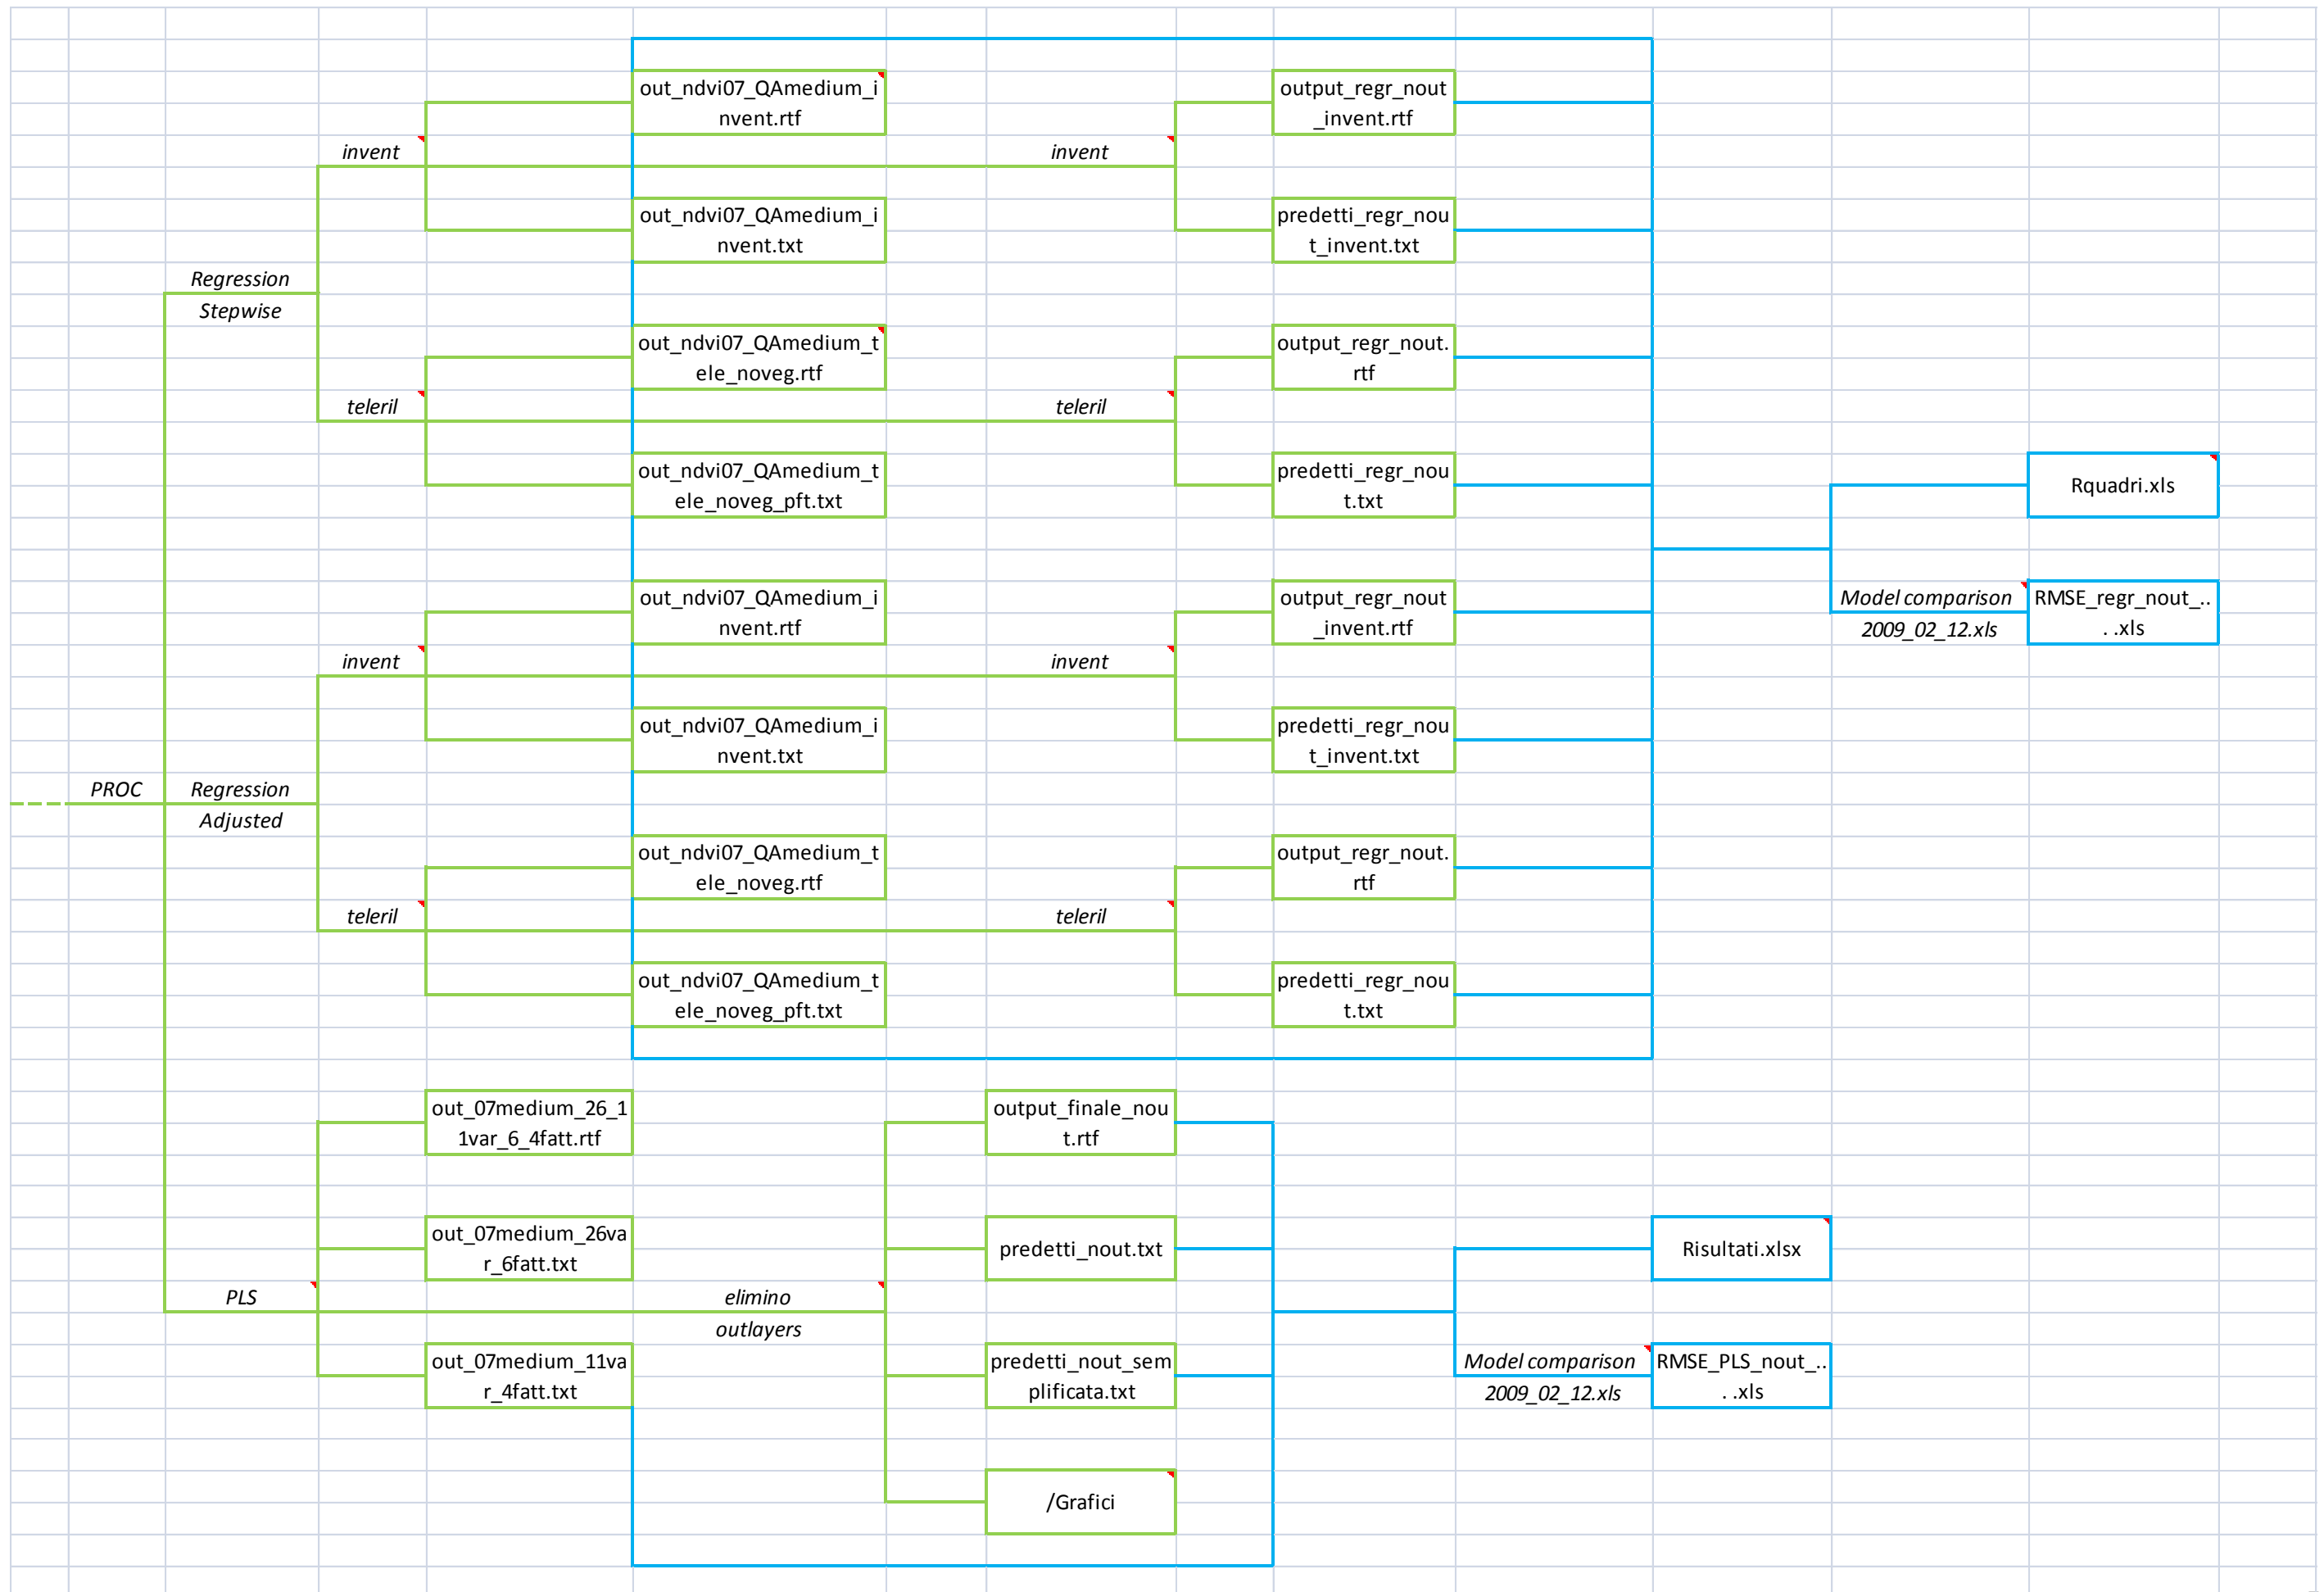 out_ndvi07_QAmedium_i
nvent.rtf
output_regr_nout
_invent.rtf
invent
invent
out_ndvi07_QAmedium_i
nvent.txt
predetti_regr_nou
t_invent.txt
Regression
Stepwise
out_ndvi07_QAmedium_t
ele_noveg.rtf
output_regr_nout.
rtf
teleril
teleril
out_ndvi07_QAmedium_t
ele_noveg_pft.txt
predetti_regr_nou
t.txt
Rquadri.xls
out_ndvi07_QAmedium_i
nvent.rtf
output_regr_nout
_invent.rtf
Model comparison
2009_02_12.xls
RMSE_regr_nout_..
. .xls
invent
invent
out_ndvi07_QAmedium_i
nvent.txt
predetti_regr_nou
t_invent.txt
PROC
Regression
Adjusted
out_ndvi07_QAmedium_t
ele_noveg.rtf
output_regr_nout.
rtf
teleril
teleril
out_ndvi07_QAmedium_t
ele_noveg_pft.txt
predetti_regr_nou
t.txt
out_07medium_26_1
1var_6_4fatt.rtf
output_finale_nou
t.rtf
out_07medium_26va
r_6fatt.txt
predetti_nout.txt
Risultati.xlsx
PLS
elimino
outlayers
out_07medium_11va
r_4fatt.txt
predetti_nout_sem
plificata.txt
Model comparison
2009_02_12.xls
RMSE_PLS_nout_..
. .xls
/Grafici